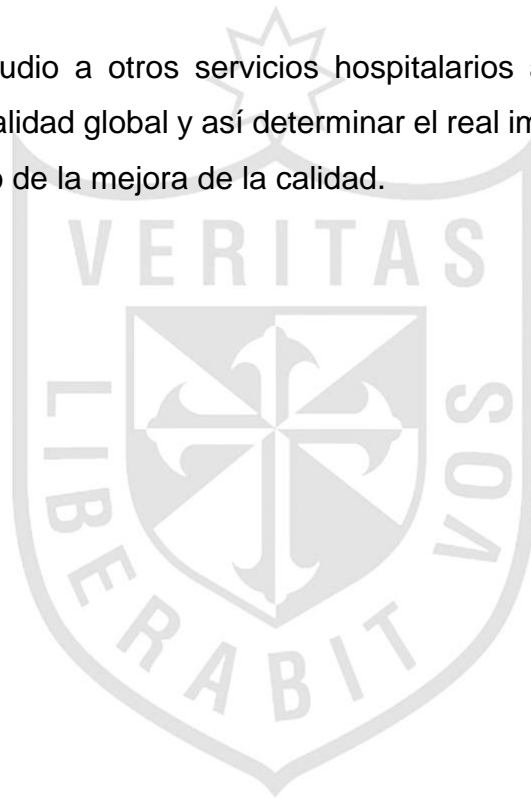 udio a otros servicios hospitalarios
alidad global y así determinar el real im
o de la mejora de la calidad.
VERITAS
LIBERABIT
VOS